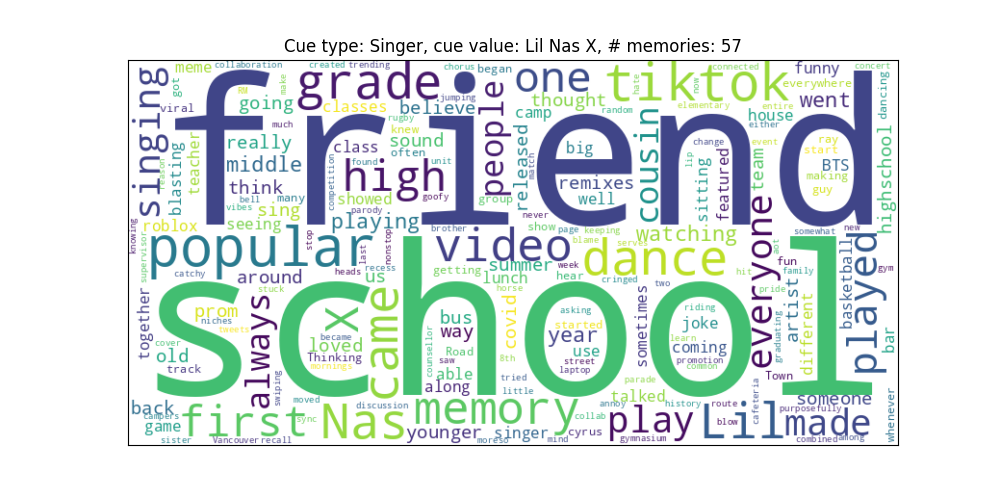 Cue type: Singer, cue value: Lil Nas X, # memories: 57
friend
school
singing
meme
collaboration
got
viral
created trending
make
RM
going
grade
classes
chorus
began
believe
jumping
people
one
thought
camp
tiktok
hate
now
connected
funny
concert
everywhere
went
dancing
elementary
entire
random
house
blasting
teacher
reason
really
much
middle
think
many
bell
vibes
sing
seeing
roblox
competition
class
found
showed
parody
playing
rugby
knew
sound
often
unit
high
goofy
group
released
match
never
show
page
big
remixes
well
cousin
keeping
watching
lip
sitting
change
featured
event
either
team
ray
start
BTS
making
guy
highschool
somewhat
new
knowing
supervisor
popular
catchy
around
stuck
stop
last
nonstop
heads
recess
us
brother
video
getting
lunch
summer
week
hear
horse
blame
serves
dance
cringed
two
hit
everyone
aot
fun
family
pride
artist
different
graduating
basketball
gym
played
together
prom
niches
tweets
cover
old
track
always
swiping
x
became
loved
Thinking
mornings
came
counsellor
bus
way
Road
saw
able
along
covid
8th
tried
little
asking
started
year
use
street
laptop
sometimes
riding
joke
learn
coming
promotion
common
Town
bar
back
campers
game
sister
first
Vancouver
recall
moved
sync
discussion
Nas
memory
younger
singer
moreso
mind
cyrus
collab
annoy
gymnasium
parade
talked
play
history
route
blow
Lil
cafeteria
made
purposefully
someone
combined
among
whenever